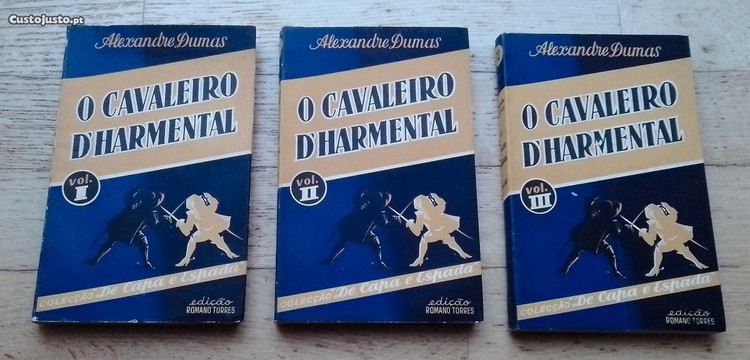 CustoJusto.pt
Alexandre Dumas
O CAVALEIRO
D'HARMENTAL
vol.
I
COLECÇÃO De Capa e Espada
edição
ROMANO TORRES
Alexandre Dumas
O CAVALEIRO
D'HARMENTAL
vol.
II
COLECÇÃO De Capa e Espada
edição
ROMANO TORRES
Alexandre Dumas
O CAVALEIRO
D'HARMENTAL
vol.
III
COLECÇÃO De Capa e Espada
edição
ROMANO TORRES